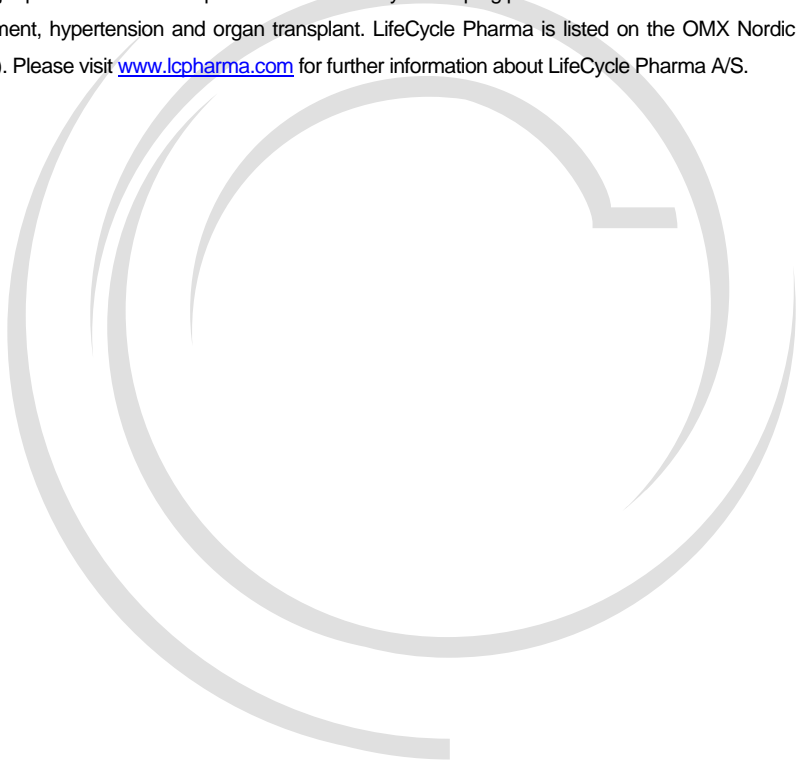 ment, hypertension and organ transplant. LifeCycle Pharma is listed on the OMX Nordic
). Please visit www.lcpharma.com for further information about LifeCycle Pharma A/S.